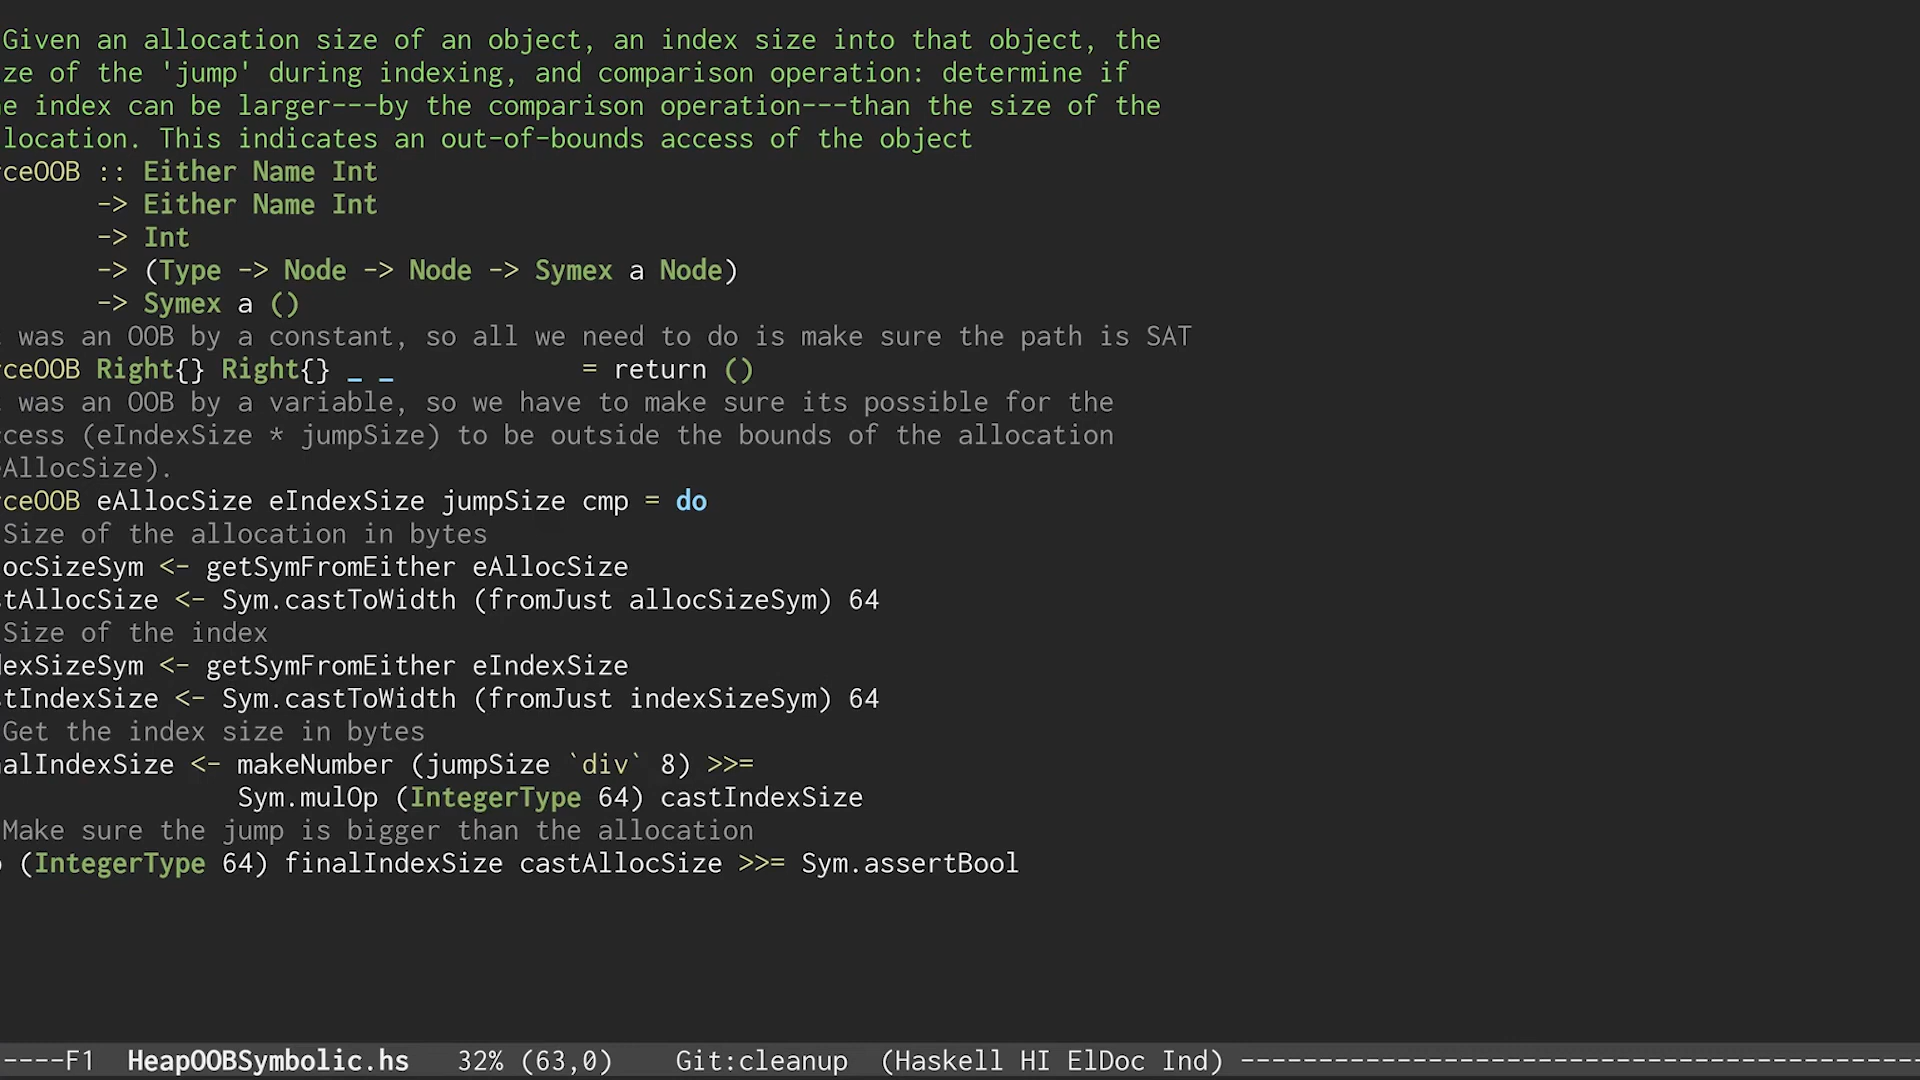 Given an allocation size of an object, an index size into that object, the
ze of the 'jump' during indexing, and comparison operation: determine if
e index can be larger---by the comparison operation---than the size of the
location. This indicates an out-of-bounds access of the object
ceOOB :: Either Name Int
-> Either Name Int
-> Int
-> (Type -> Node -> Node -> Symex a Node)
-> Symex a ()
was an OOB by a constant, so all we need to do is make sure the path is SAT
ceOOB Right{} Right{} _ _ = return ()
was an OOB by a variable, so we have to make sure its possible for the
cess (eIndexSize * jumpSize) to be outside the bounds of the allocation
AllocSize).
ceOOB eAllocSize eIndexSize jumpSize cmp = do
Size of the allocation in bytes
ocSizeSym <- getSymFromEither eAllocSize
tAllocSize <- Sym.castToWidth (fromJust allocSizeSym) 64
Size of the index
exSizeSym <- getSymFromEither eIndexSize
tIndexSize <- Sym.castToWidth (fromJust indexSizeSym) 64
Get the index size in bytes
alIndexSize <- makeNumber (jumpSize `div` 8) >>=
Sym.mulOp (IntegerType 64) castIndexSize
Make sure the jump is bigger than the allocation
(IntegerType 64) finalIndexSize castAllocSize >>= Sym.assertBool
----F1 HeapOOBSymbolic.hs 32% (63,0) Git:cleanup (Haskell HI ElDoc Ind) --------------------------------------------